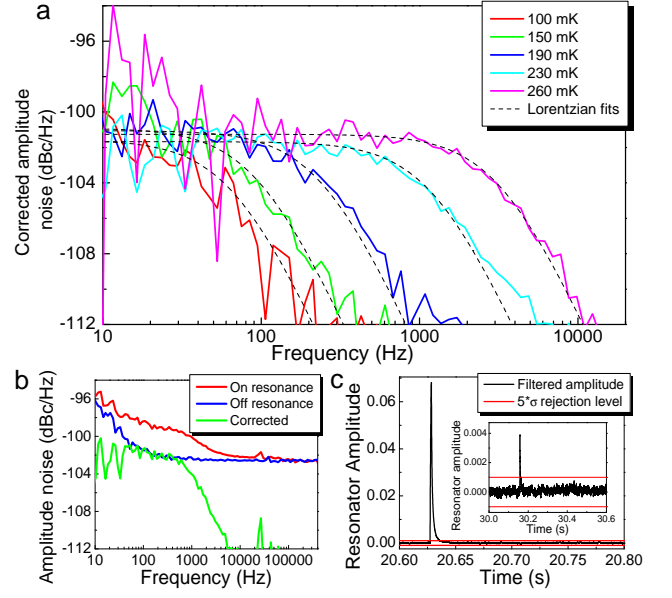 a
100 mK
150 mK
190 mK
230 mK
260 mK
Lorentzian fits
Corrected amplitude
noise (dBc/Hz)
-96
-100
-104
-108
-112
10
100
1000
10000
Frequency (Hz)
b
On resonance
Off resonance
Corrected
Amplitude noise (dBc/Hz)
-96
-100
-104
-108
-112
10
100
1000
10000
100000
Frequency (Hz)
c
Filtered amplitude
5*σ rejection level
Resonator Amplitude
0.06
0.04
0.02
0.00
20.60
20.65
20.70
20.75
20.80
Time (s)
Resonator amplitude
0.004
0.002
0.000
30.0
30.2
30.4
30.6
Time (s)